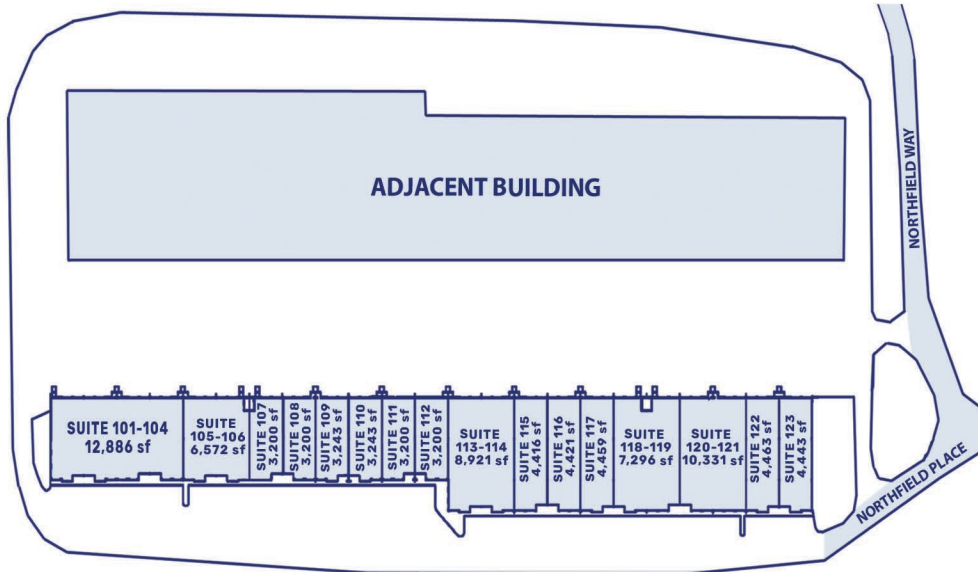 ADJACENT BUILDING
NORTHFIELD WAY
SUITE 101-104
12,886 sf
SUITE
105-106
6,572 sf
SUITE 107
3,200 sf
SUITE 108
3,200 sf
SUITE 109
3,243 sf
SUITE 110
3,243 sf
SUITE 111
3,200 sf
SUITE 112
3,200 sf
SUITE
113-114
8,921 sf
SUITE 115
4,416 sf
SUITE 116
4,421 sf
SUITE 117
4,459 sf
SUITE
118-119
7,296 sf
SUITE
120-121
10,331 sf
SUITE 122
4,463 sf
SUITE 123
4,443 sf
NORTHFIELD PLACE